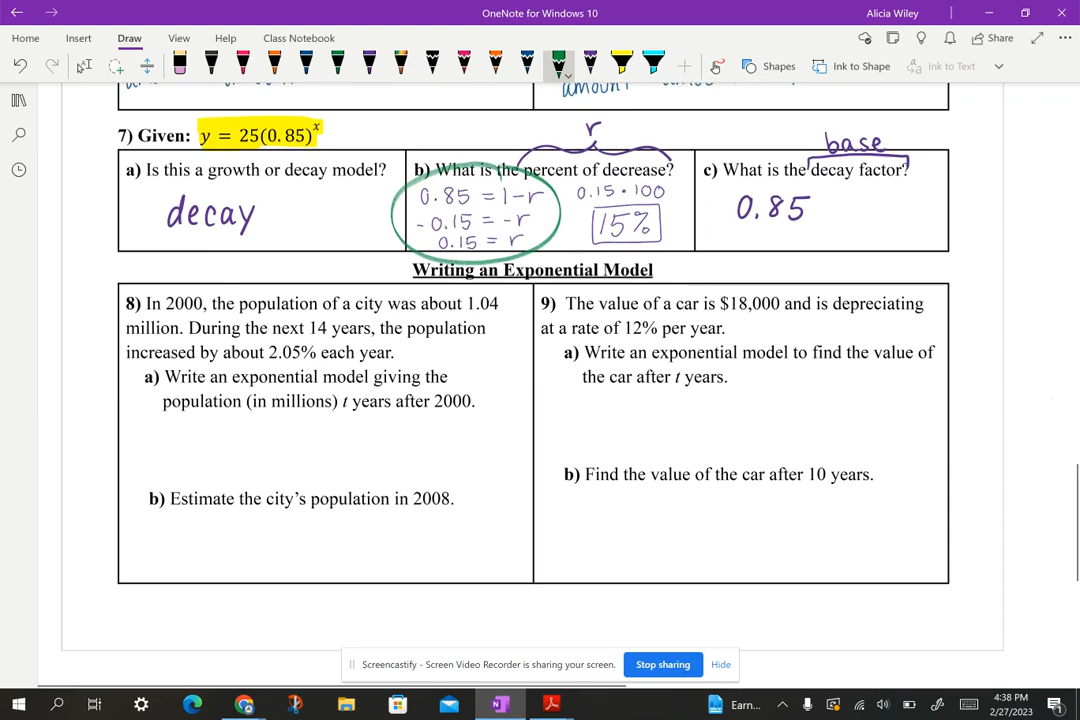 OneNote for Windows 10
Alicia Wiley
Home Insert Draw View Help Class Notebook
Share
Shapes Ink to Shape Ink to Text
amount
7) Given: y = 25(0.85)^x
r
base
a) Is this a growth or decay model?
decay
b) What is the percent of decrease?
0.85 = 1-r
-0.15 = -r
0.15 = r
0.15 • 100
15%
c) What is the decay factor?
0.85
Writing an Exponential Model
8) In 2000, the population of a city was about 1.04
million. During the next 14 years, the population
increased by about 2.05% each year.
a) Write an exponential model giving the
population (in millions) t years after 2000.
b) Estimate the city's population in 2008.
9) The value of a car is $18,000 and is depreciating
at a rate of 12% per year.
a) Write an exponential model to find the value of
the car after t years.
b) Find the value of the car after 10 years.
Screencastify - Screen Video Recorder is sharing your screen. Stop sharing Hide
Earn...
4:38 PM
2/27/2023
1